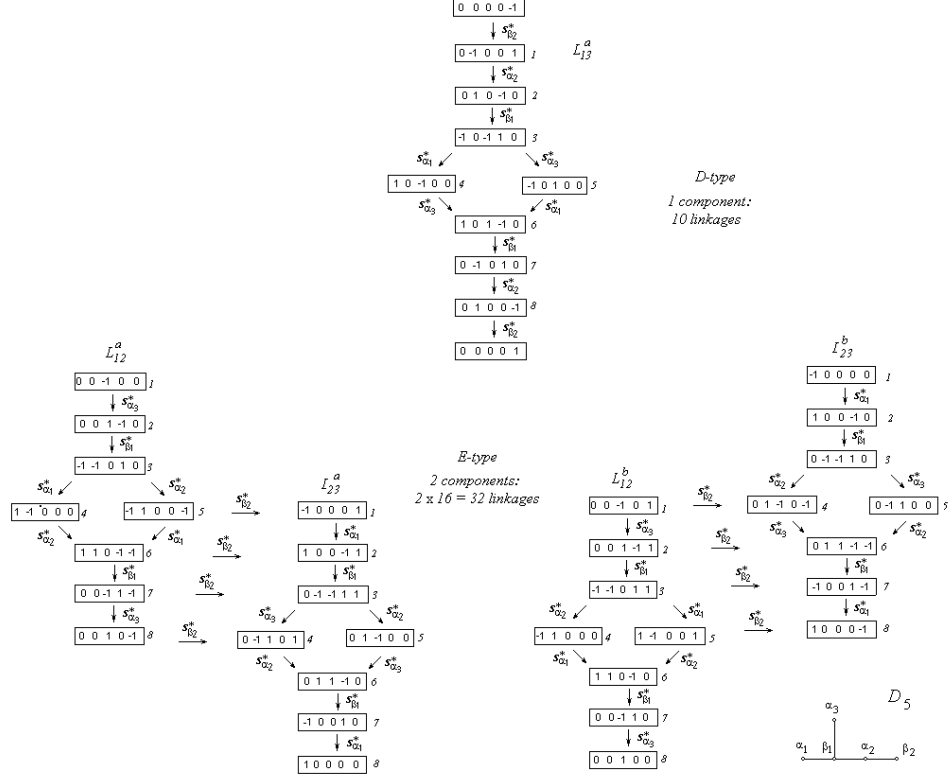 0 0 0 0 -1
s*β2
0 -1 0 0 1 1
L13^a
s*α2
0 1 0 -1 0 2
s*β1
-1 0 -1 1 0 3
s*α1 s*α3
1 0 -1 0 0 4
-1 0 1 0 0 5
s*α3 s*α1
1 0 1 -1 0 6
s*β1
0 -1 0 1 0 7
s*α2
0 1 0 0 -1 8
s*β2
0 0 0 0 1
D-type
1 component:
10 linkages
L12^a
0 0 -1 0 0 1
s*α3
0 0 1 -1 0 2
s*β1
-1 -1 0 1 0 3
s*α1 s*α2
1 -1 0 0 0 4
-1 1 0 0 -1 5
s*α2 s*α1
1 1 0 -1 -1 6
s*β1
0 0 -1 1 -1 7
s*α3
0 0 1 0 -1 8
s*β2
s*β2
s*β2
s*β2
L23^a
-1 0 0 0 1 1
s*α1
1 0 0 -1 1 2
s*β1
0 -1 -1 1 1 3
s*α3 s*α2
0 -1 1 0 1 4
0 1 -1 0 0 5
s*α2 s*α3
0 1 1 -1 0 6
s*β1
-1 0 0 1 0 7
s*α1
1 0 0 0 0 8
E-type
2 components:
2 x 16 = 32 linkages
L12^b
0 0 -1 0 1 1
s*α3
0 0 1 -1 1 2
s*β1
-1 -1 0 1 1 3
s*α2 s*α1
-1 1 0 0 0 4
1 -1 0 0 1 5
s*α1 s*α2
1 1 0 -1 0 6
s*β1
0 0 -1 1 0 7
s*α3
0 0 1 0 0 8
s*β2
s*β2
s*β2
s*β2
L23^b
-1 0 0 0 0 1
s*α1
1 0 0 -1 0 2
s*β1
0 -1 -1 1 0 3
s*α2 s*α3
0 1 -1 0 -1 4
0 -1 1 0 0 5
s*α3 s*α2
0 1 1 -1 -1 6
s*β1
-1 0 0 1 -1 7
s*α1
1 0 0 0 -1 8
D5
α3
α1 β1 α2 β2